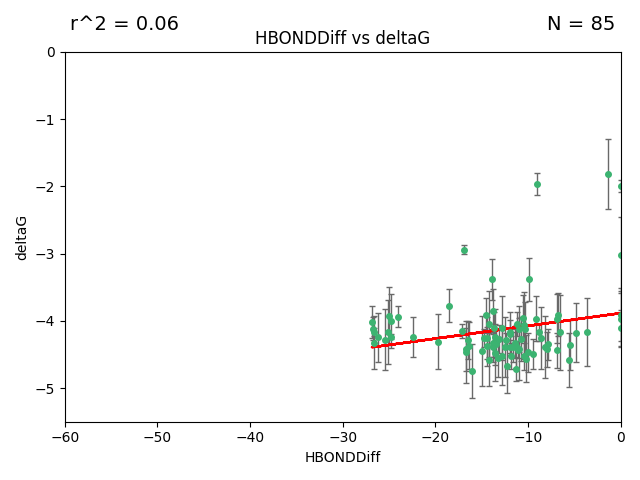 r^2 = 0.06
N = 85
HBONDDiff vs deltaG
0
−1
−2
−3
−4
−5
deltaG
−60 −50 −40 −30 −20 −10 0
HBONDDiff